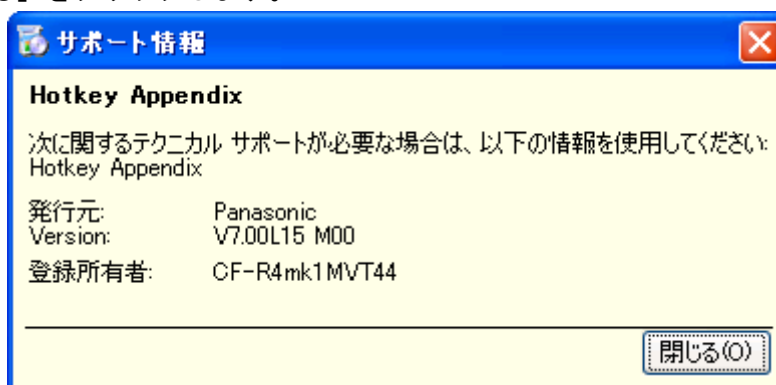 サポート情報
Hotkey Appendix
次に関するテクニカル サポートが必要な場合は、以下の情報を使用してください:
Hotkey Appendix
発行元: Panasonic
Version: V7.00L15 M00
登録所有者: CF-R4mk1MVT44
閉じる(O)